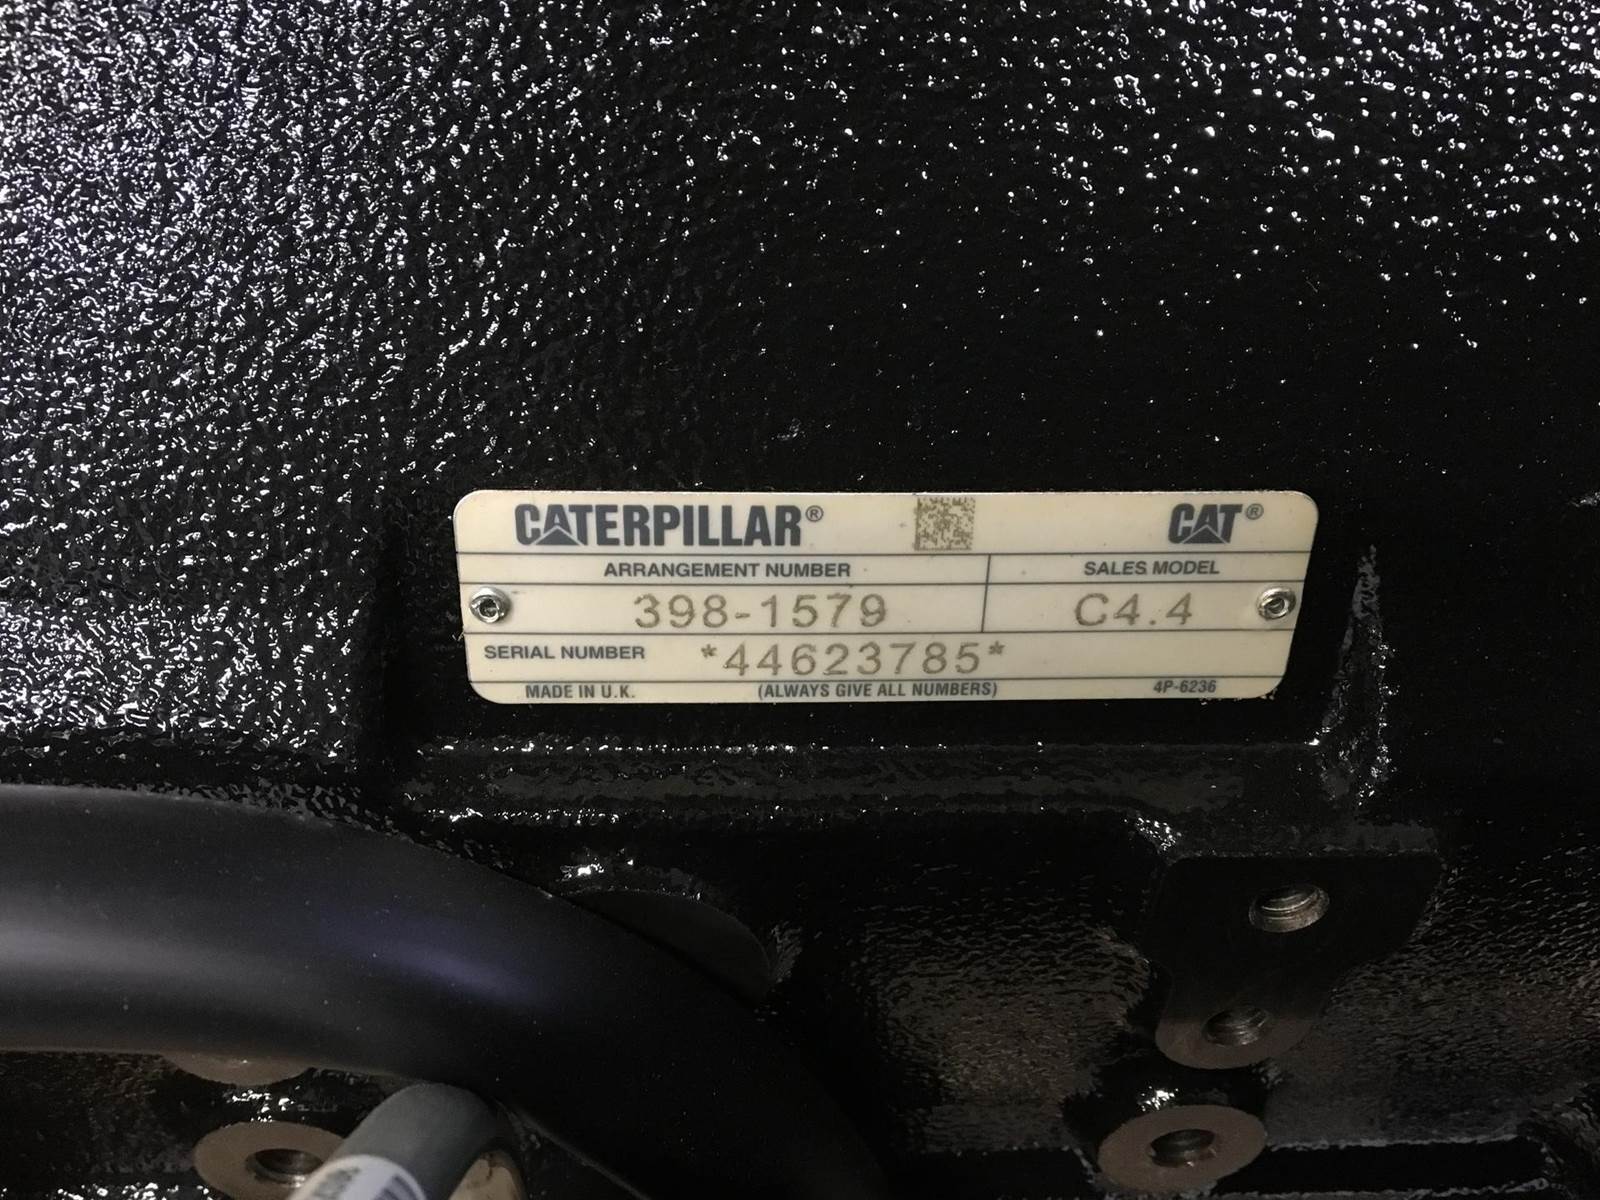 CATERPILLAR® CAT®
ARRANGEMENT NUMBER SALES MODEL
398-1579 C4.4
SERIAL NUMBER *44623785*
MADE IN U.K. (ALWAYS GIVE ALL NUMBERS) 4P-6236